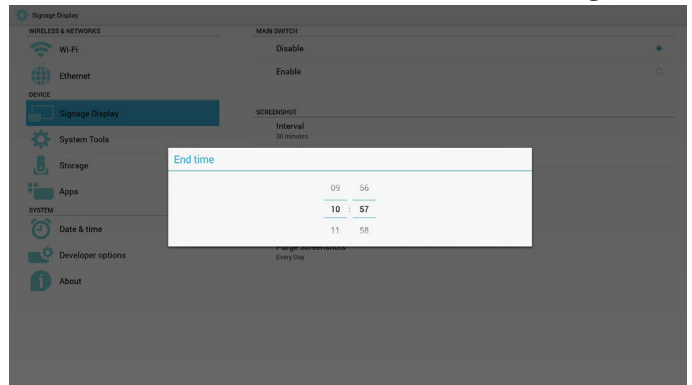 Signage Display
WIRELESS & NETWORKS
Wi-Fi
Ethernet
DEVICE
Signage Display
System Tools
Storage
Apps
SYSTEM
Date & time
Developer options
About
MAIN SWITCH
Disable
Enable
SCREENSHOT
Interval
30 minutes
End time
09 56
10 : 57
11 58
Purge Screenshots
Every Day